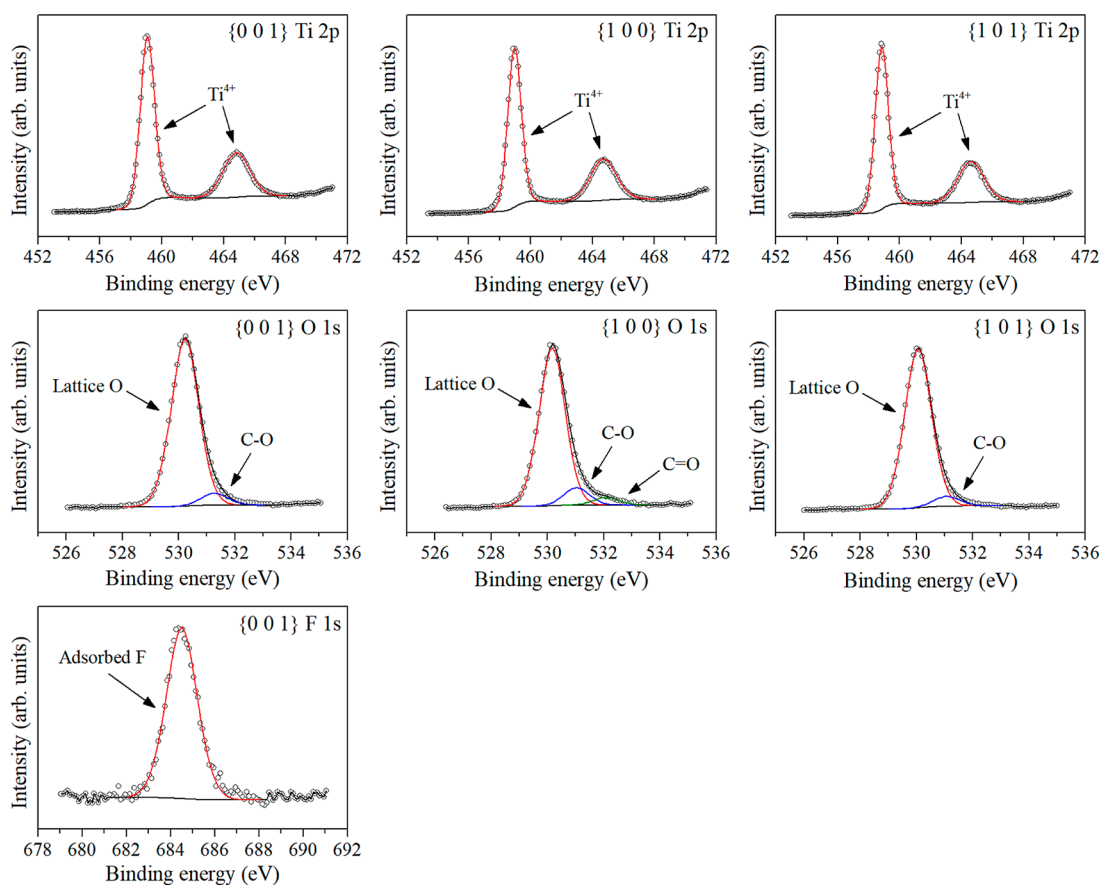 {0 0 1} Ti 2p
Ti4+
Intensity (arb. units)
452 456 460 464 468 472
Binding energy (eV)
{1 0 0} Ti 2p
Ti4+
Intensity (arb. units)
452 456 460 464 468 472
Binding energy (eV)
{1 0 1} Ti 2p
Ti4+
Intensity (arb. units)
452 456 460 464 468 472
Binding energy (eV)
{0 0 1} O 1s
Lattice O
C-O
Intensity (arb. units)
526 528 530 532 534 536
Binding energy (eV)
{1 0 0} O 1s
Lattice O
C-O
C=O
Intensity (arb. units)
526 528 530 532 534 536
Binding energy (eV)
{1 0 1} O 1s
Lattice O
C-O
Intensity (arb. units)
526 528 530 532 534 536
Binding energy (eV)
{0 0 1} F 1s
Adsorbed F
Intensity (arb. units)
678 680 682 684 686 688 690 692
Binding energy (eV)